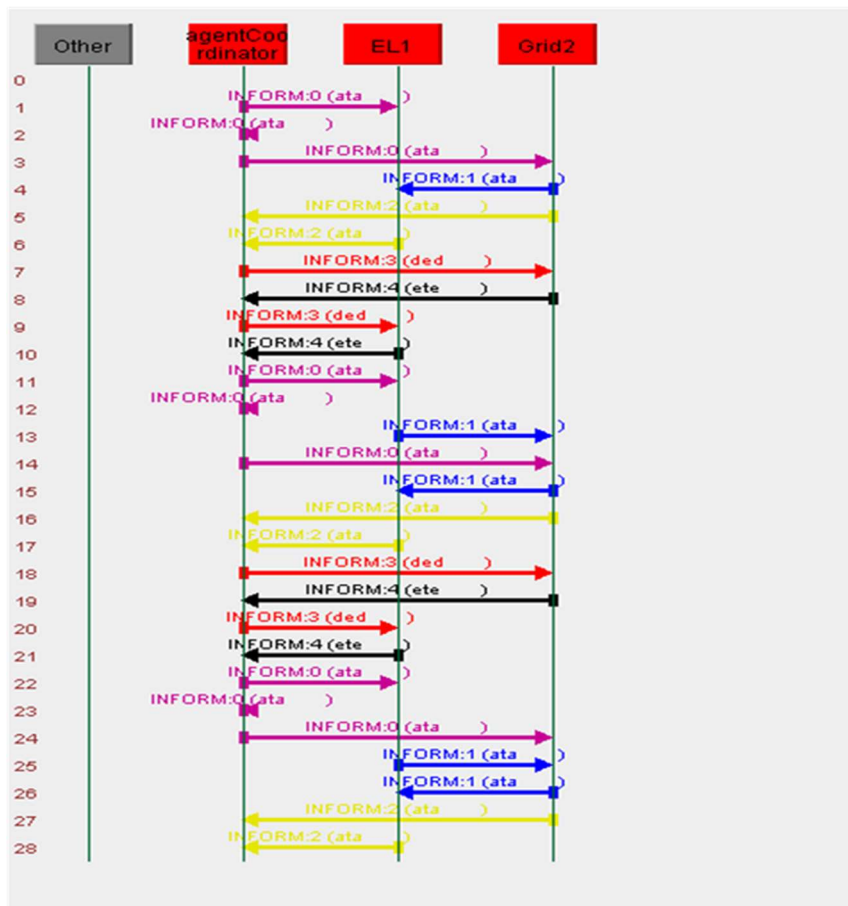 Other
agentCoo
rdinator
EL1
Grid2
0
INFORM:0 (ata )
1
INFORM:0 (ata )
2
INFORM:0 (ata )
3
INFORM:1 (ata )
4
INFORM:2 (ata )
5
INFORM:2 (ata )
6
INFORM:3 (ded )
7
INFORM:4 (ete )
8
INFORM:3 (ded )
9
INFORM:4 (ete )
10
INFORM:0 (ata )
11
INFORM:0 (ata )
12
INFORM:1 (ata )
13
INFORM:0 (ata )
14
INFORM:1 (ata )
15
INFORM:2 (ata )
16
INFORM:2 (ata )
17
INFORM:3 (ded )
18
INFORM:4 (ete )
19
INFORM:3 (ded )
20
INFORM:4 (ete )
21
INFORM:0 (ata )
22
INFORM:0 (ata )
23
INFORM:0 (ata )
24
INFORM:1 (ata )
25
INFORM:1 (ata )
26
INFORM:2 (ata )
27
INFORM:2 (ata )
28